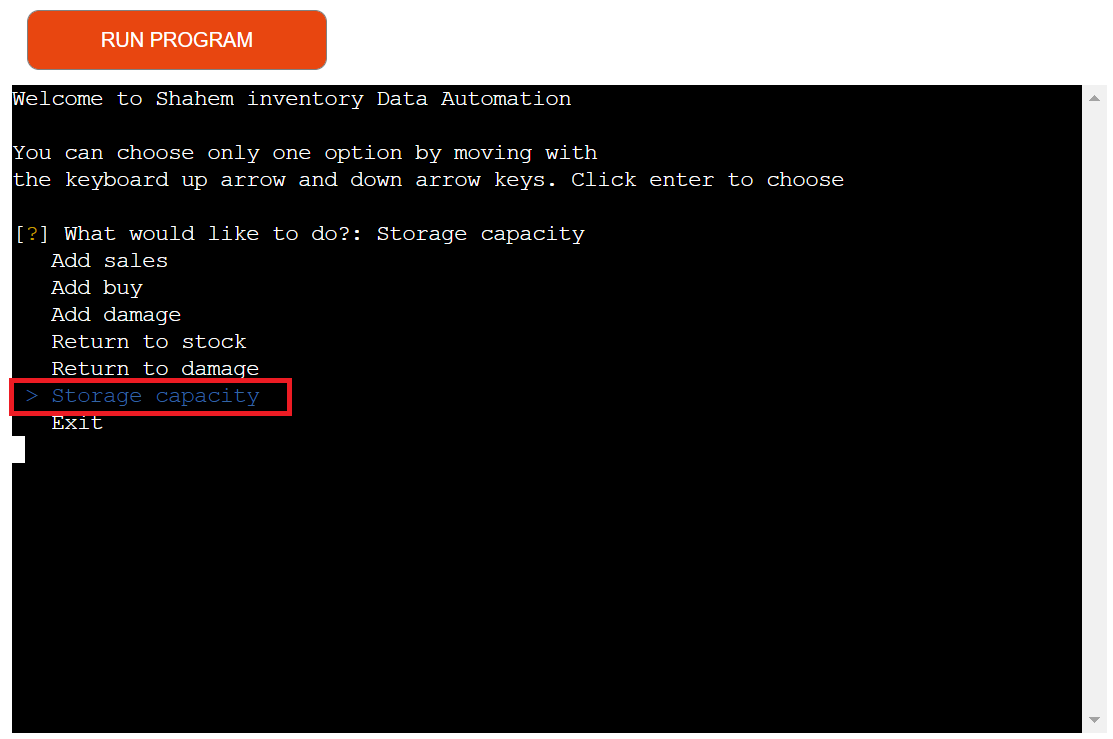 RUN PROGRAM
Welcome to Shahem inventory Data Automation
You can choose only one option by moving with
the keyboard up arrow and down arrow keys. Click enter to choose
[?] What would like to do?: Storage capacity
Add sales
Add buy
Add damage
Return to stock
Return to damage
> Storage capacity
Exit